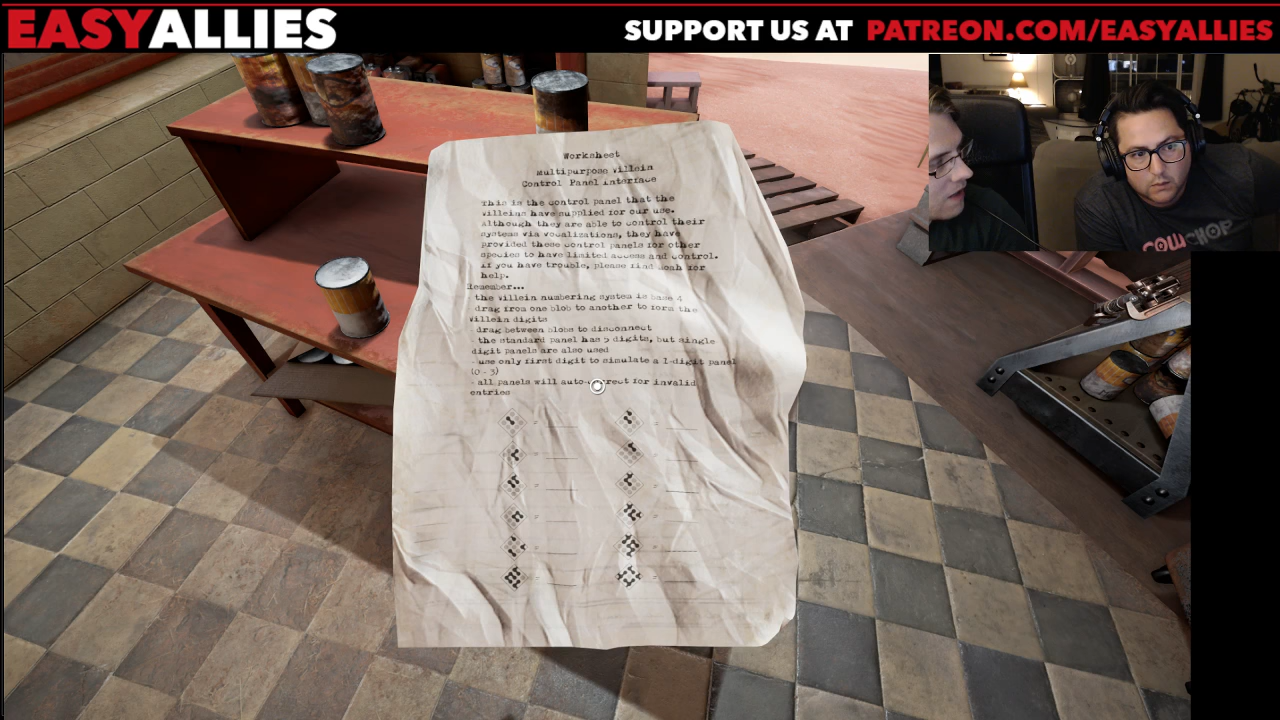 EASYALLIES
SUPPORT US AT PATREON.COM/EASYALLIES
Worksheet
Multipurpose Villein
Control Panel Interface
This is the control panel that the
villeins have supplied for our use.
Although they are able to control their
systems via vocalizations, they have
provided these control panels for other
species to have limited access and control.
If you have trouble, please find Noah for
help.
Remember...
- the Villein numbering system is base 4
- drag from one blob to another to form the
Villein digits
- drag between blobs to disconnect
- the standard panel has 5 digits, but single
digit panels are also used
- use only first digit to simulate a 1-digit panel
(0 - 3)
- all panels will auto-correct for invalid
entries
= =
= =
= =
= =
= =
= =
COWCHOP